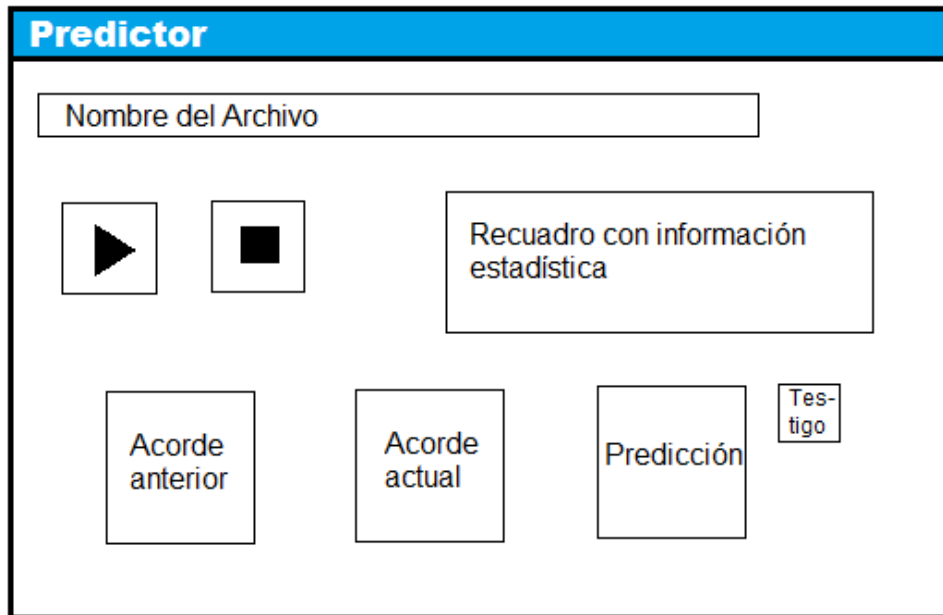 Predictor
Nombre del Archivo
Recuadro con información
estadística
Acorde
anterior
Acorde
actual
Predicción
Tes-
tigo